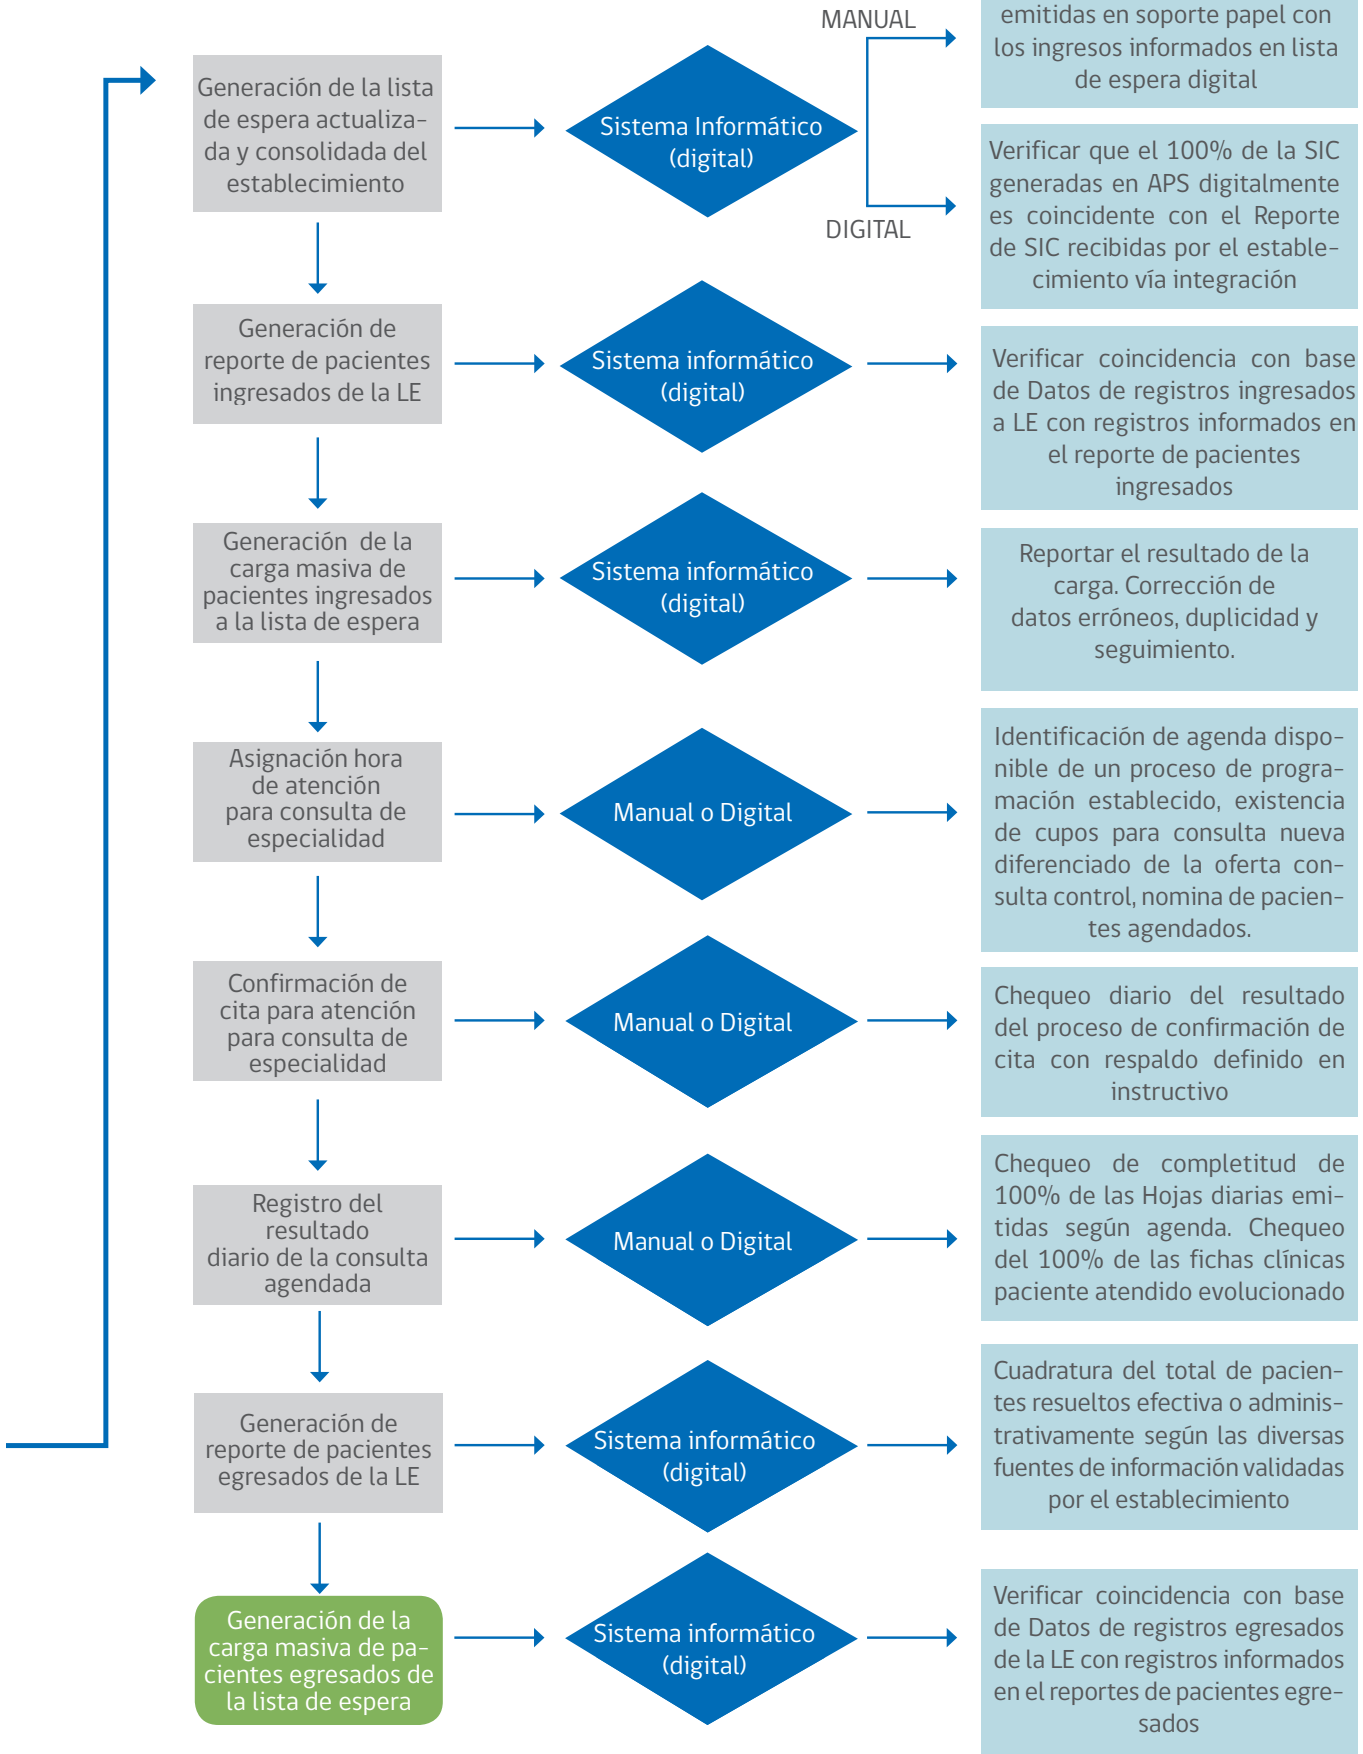 MANUAL
emitidas en soporte papel con
los ingresos informados en lista
de espera digital
Generación de la lista
de espera actualiza-
da y consolidada del
establecimiento
Sistema Informático
(digital)
DIGITAL
Verificar que el 100% de la SIC
generadas en APS digitalmente
es coincidente con el Reporte
de SIC recibidas por el estable-
cimiento vía integración
Generación de
reporte de pacientes
ingresados de la LE
Sistema informático
(digital)
Verificar coincidencia con base
de Datos de registros ingresados
a LE con registros informados en
el reporte de pacientes
ingresados
Generación de la
carga masiva de
pacientes ingresados
a la lista de espera
Sistema informático
(digital)
Reportar el resultado de la
carga. Corrección de
datos erróneos, duplicidad y
seguimiento.
Asignación hora
de atención
para consulta de
especialidad
Manual o Digital
Identificación de agenda dispo-
nible de un proceso de progra-
mación establecido, existencia
de cupos para consulta nueva
diferenciado de la oferta con-
sulta control, nomina de pacien-
tes agendados.
Confirmación de
cita para atención
para consulta de
especialidad
Manual o Digital
Chequeo diario del resultado
del proceso de confirmación de
cita con respaldo definido en
instructivo
Registro del
resultado
diario de la consulta
agendada
Manual o Digital
Chequeo de completitud de
100% de las Hojas diarias emi-
tidas según agenda. Chequeo
del 100% de las fichas clínicas
paciente atendido evolucionado
Generación de
reporte de pacientes
egresados de la LE
Sistema informático
(digital)
Cuadratura del total de pacien-
tes resueltos efectiva o adminis-
trativamente según las diversas
fuentes de información validadas
por el establecimiento
Generación de la
carga masiva de pa-
cientes egresados de
la lista de espera
Sistema informático
(digital)
Verificar coincidencia con base
de Datos de registros egresados
de la LE con registros informados
en el reportes de pacientes egre-
sados